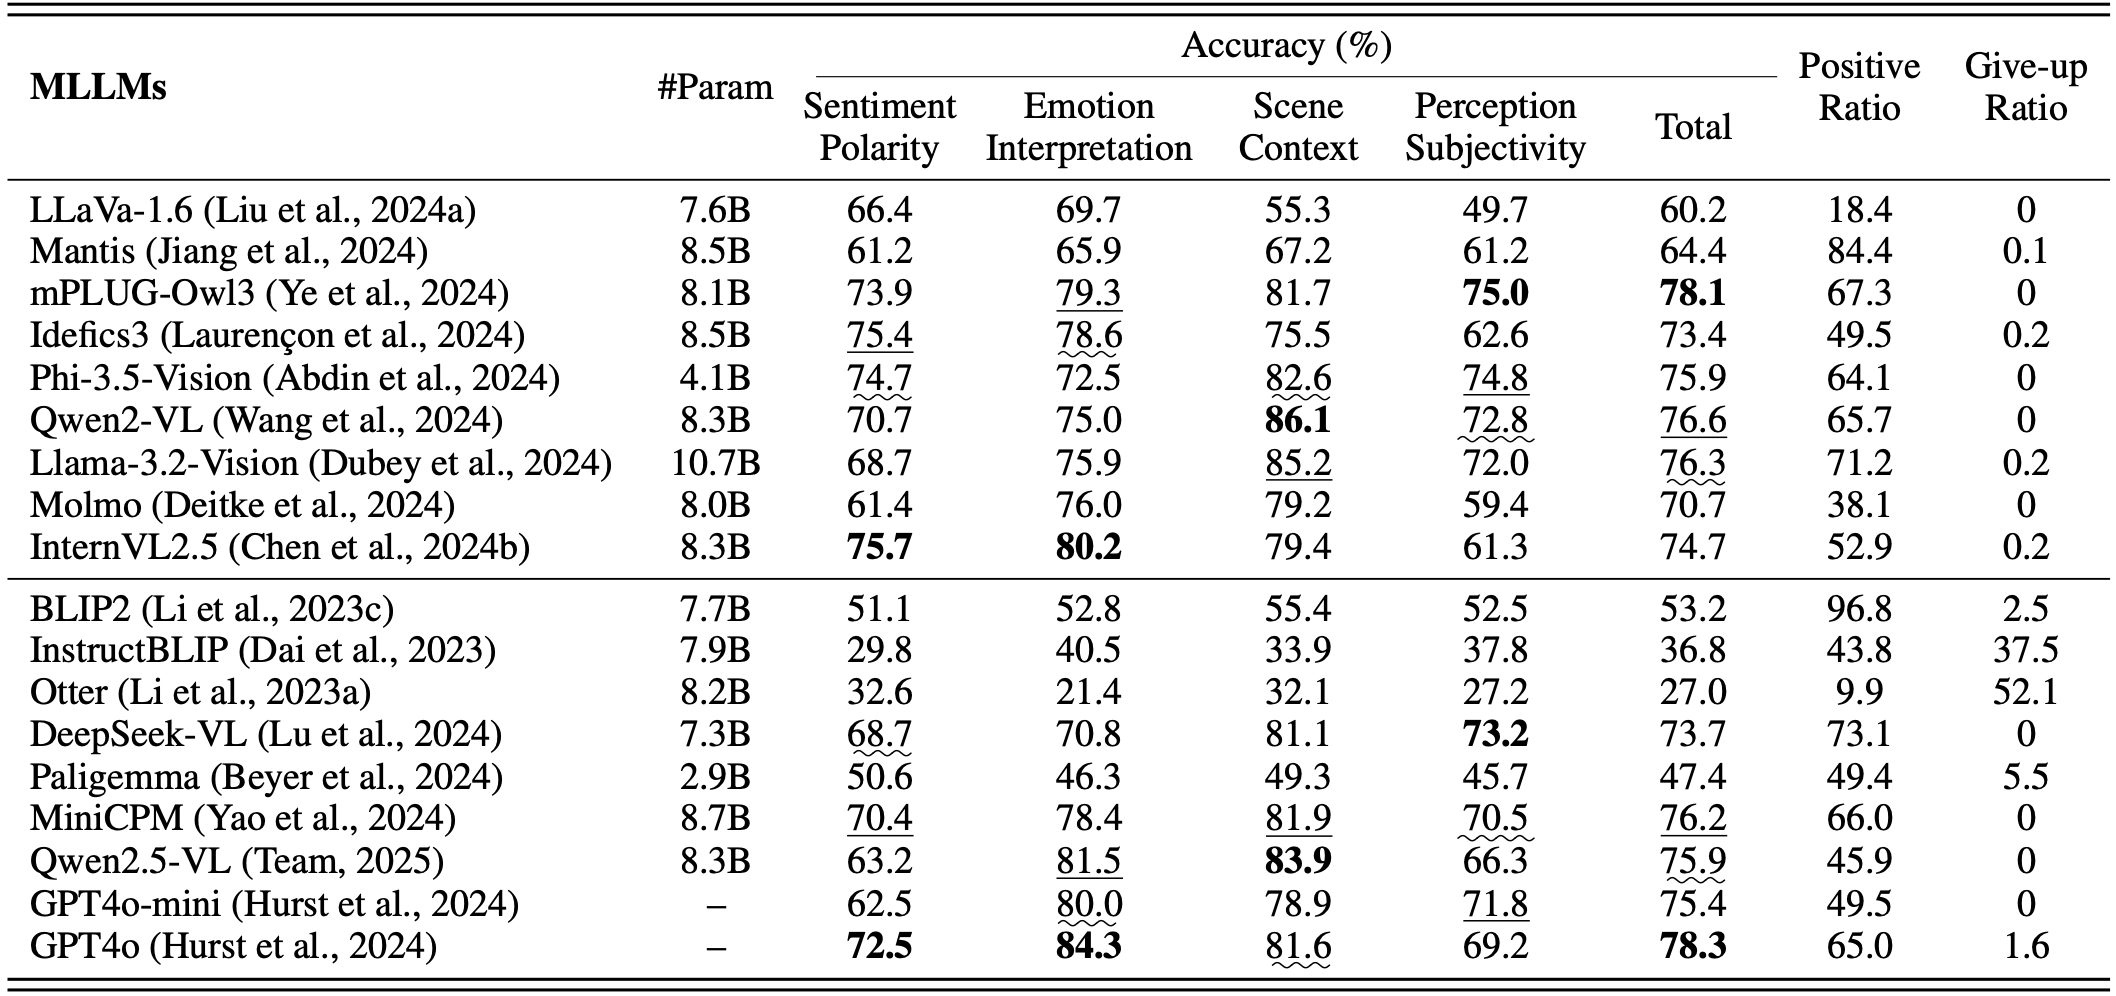 Accuracy (%)
MLLMs #Param Sentiment Polarity Emotion Interpretation Scene Context Perception Subjectivity Total Positive Ratio Give-up Ratio
LLaVa-1.6 (Liu et al., 2024a) 7.6B 66.4 69.7 55.3 49.7 60.2 18.4 0
Mantis (Jiang et al., 2024) 8.5B 61.2 65.9 67.2 61.2 64.4 84.4 0.1
mPLUG-Owl3 (Ye et al., 2024) 8.1B 73.9 79.3 81.7 75.0 78.1 67.3 0
Idefics3 (Laurençon et al., 2024) 8.5B 75.4 78.6 75.5 62.6 73.4 49.5 0.2
Phi-3.5-Vision (Abdin et al., 2024) 4.1B 74.7 72.5 82.6 74.8 75.9 64.1 0
Qwen2-VL (Wang et al., 2024) 8.3B 70.7 75.0 86.1 72.8 76.6 65.7 0
Llama-3.2-Vision (Dubey et al., 2024) 10.7B 68.7 75.9 85.2 72.0 76.3 71.2 0.2
Molmo (Deitke et al., 2024) 8.0B 61.4 76.0 79.2 59.4 70.7 38.1 0
InternVL2.5 (Chen et al., 2024b) 8.3B 75.7 80.2 79.4 61.3 74.7 52.9 0.2
BLIP2 (Li et al., 2023c) 7.7B 51.1 52.8 55.4 52.5 53.2 96.8 2.5
InstructBLIP (Dai et al., 2023) 7.9B 29.8 40.5 33.9 37.8 36.8 43.8 37.5
Otter (Li et al., 2023a) 8.2B 32.6 21.4 32.1 27.2 27.0 9.9 52.1
DeepSeek-VL (Lu et al., 2024) 7.3B 68.7 70.8 81.1 73.2 73.7 73.1 0
Paligemma (Beyer et al., 2024) 2.9B 50.6 46.3 49.3 45.7 47.4 49.4 5.5
MiniCPM (Yao et al., 2024) 8.7B 70.4 78.4 81.9 70.5 76.2 66.0 0
Qwen2.5-VL (Team, 2025) 8.3B 63.2 81.5 83.9 66.3 75.9 45.9 0
GPT4o-mini (Hurst et al., 2024) – 62.5 80.0 78.9 71.8 75.4 49.5 0
GPT4o (Hurst et al., 2024) – 72.5 84.3 81.6 69.2 78.3 65.0 1.6